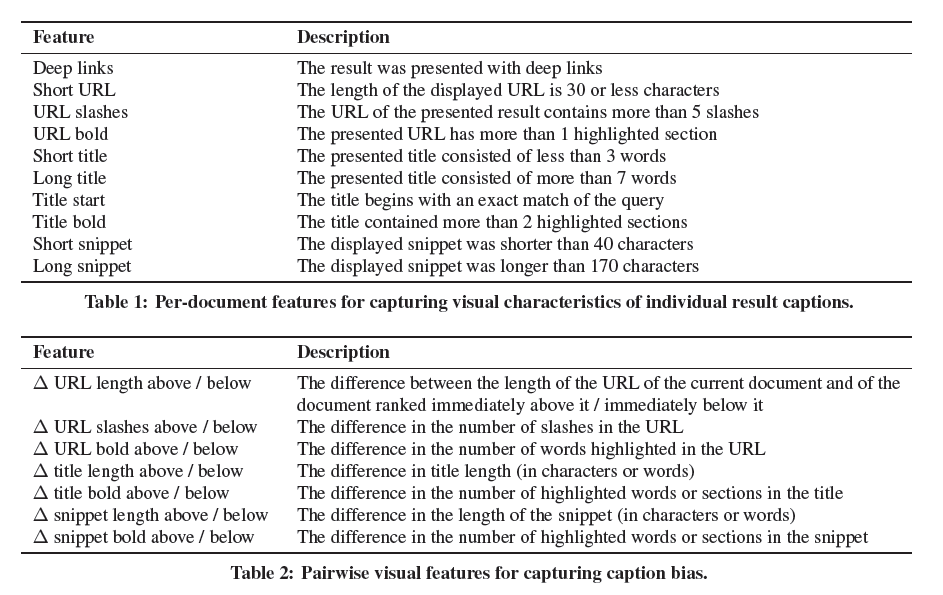 Feature Description
Deep links The result was presented with deep links
Short URL The length of the displayed URL is 30 or less characters
URL slashes The URL of the presented result contains more than 5 slashes
URL bold The presented URL has more than 1 highlighted section
Short title The presented title consisted of less than 3 words
Long title The presented title consisted of more than 7 words
Title start The title begins with an exact match of the query
Title bold The title contained more than 2 highlighted sections
Short snippet The displayed snippet was shorter than 40 characters
Long snippet The displayed snippet was longer than 170 characters
Table 1: Per-document features for capturing visual characteristics of individual result captions.
Feature Description
Δ URL length above / below The difference between the length of the URL of the current document and of the
document ranked immediately above it / immediately below it
Δ URL slashes above / below The difference in the number of slashes in the URL
Δ URL bold above / below The difference in the number of words highlighted in the URL
Δ title length above / below The difference in title length (in characters or words)
Δ title bold above / below The difference in the number of highlighted words or sections in the title
Δ snippet length above / below The difference in the length of the snippet (in characters or words)
Δ snippet bold above / below The difference in the number of highlighted words or sections in the snippet
Table 2: Pairwise visual features for capturing caption bias.